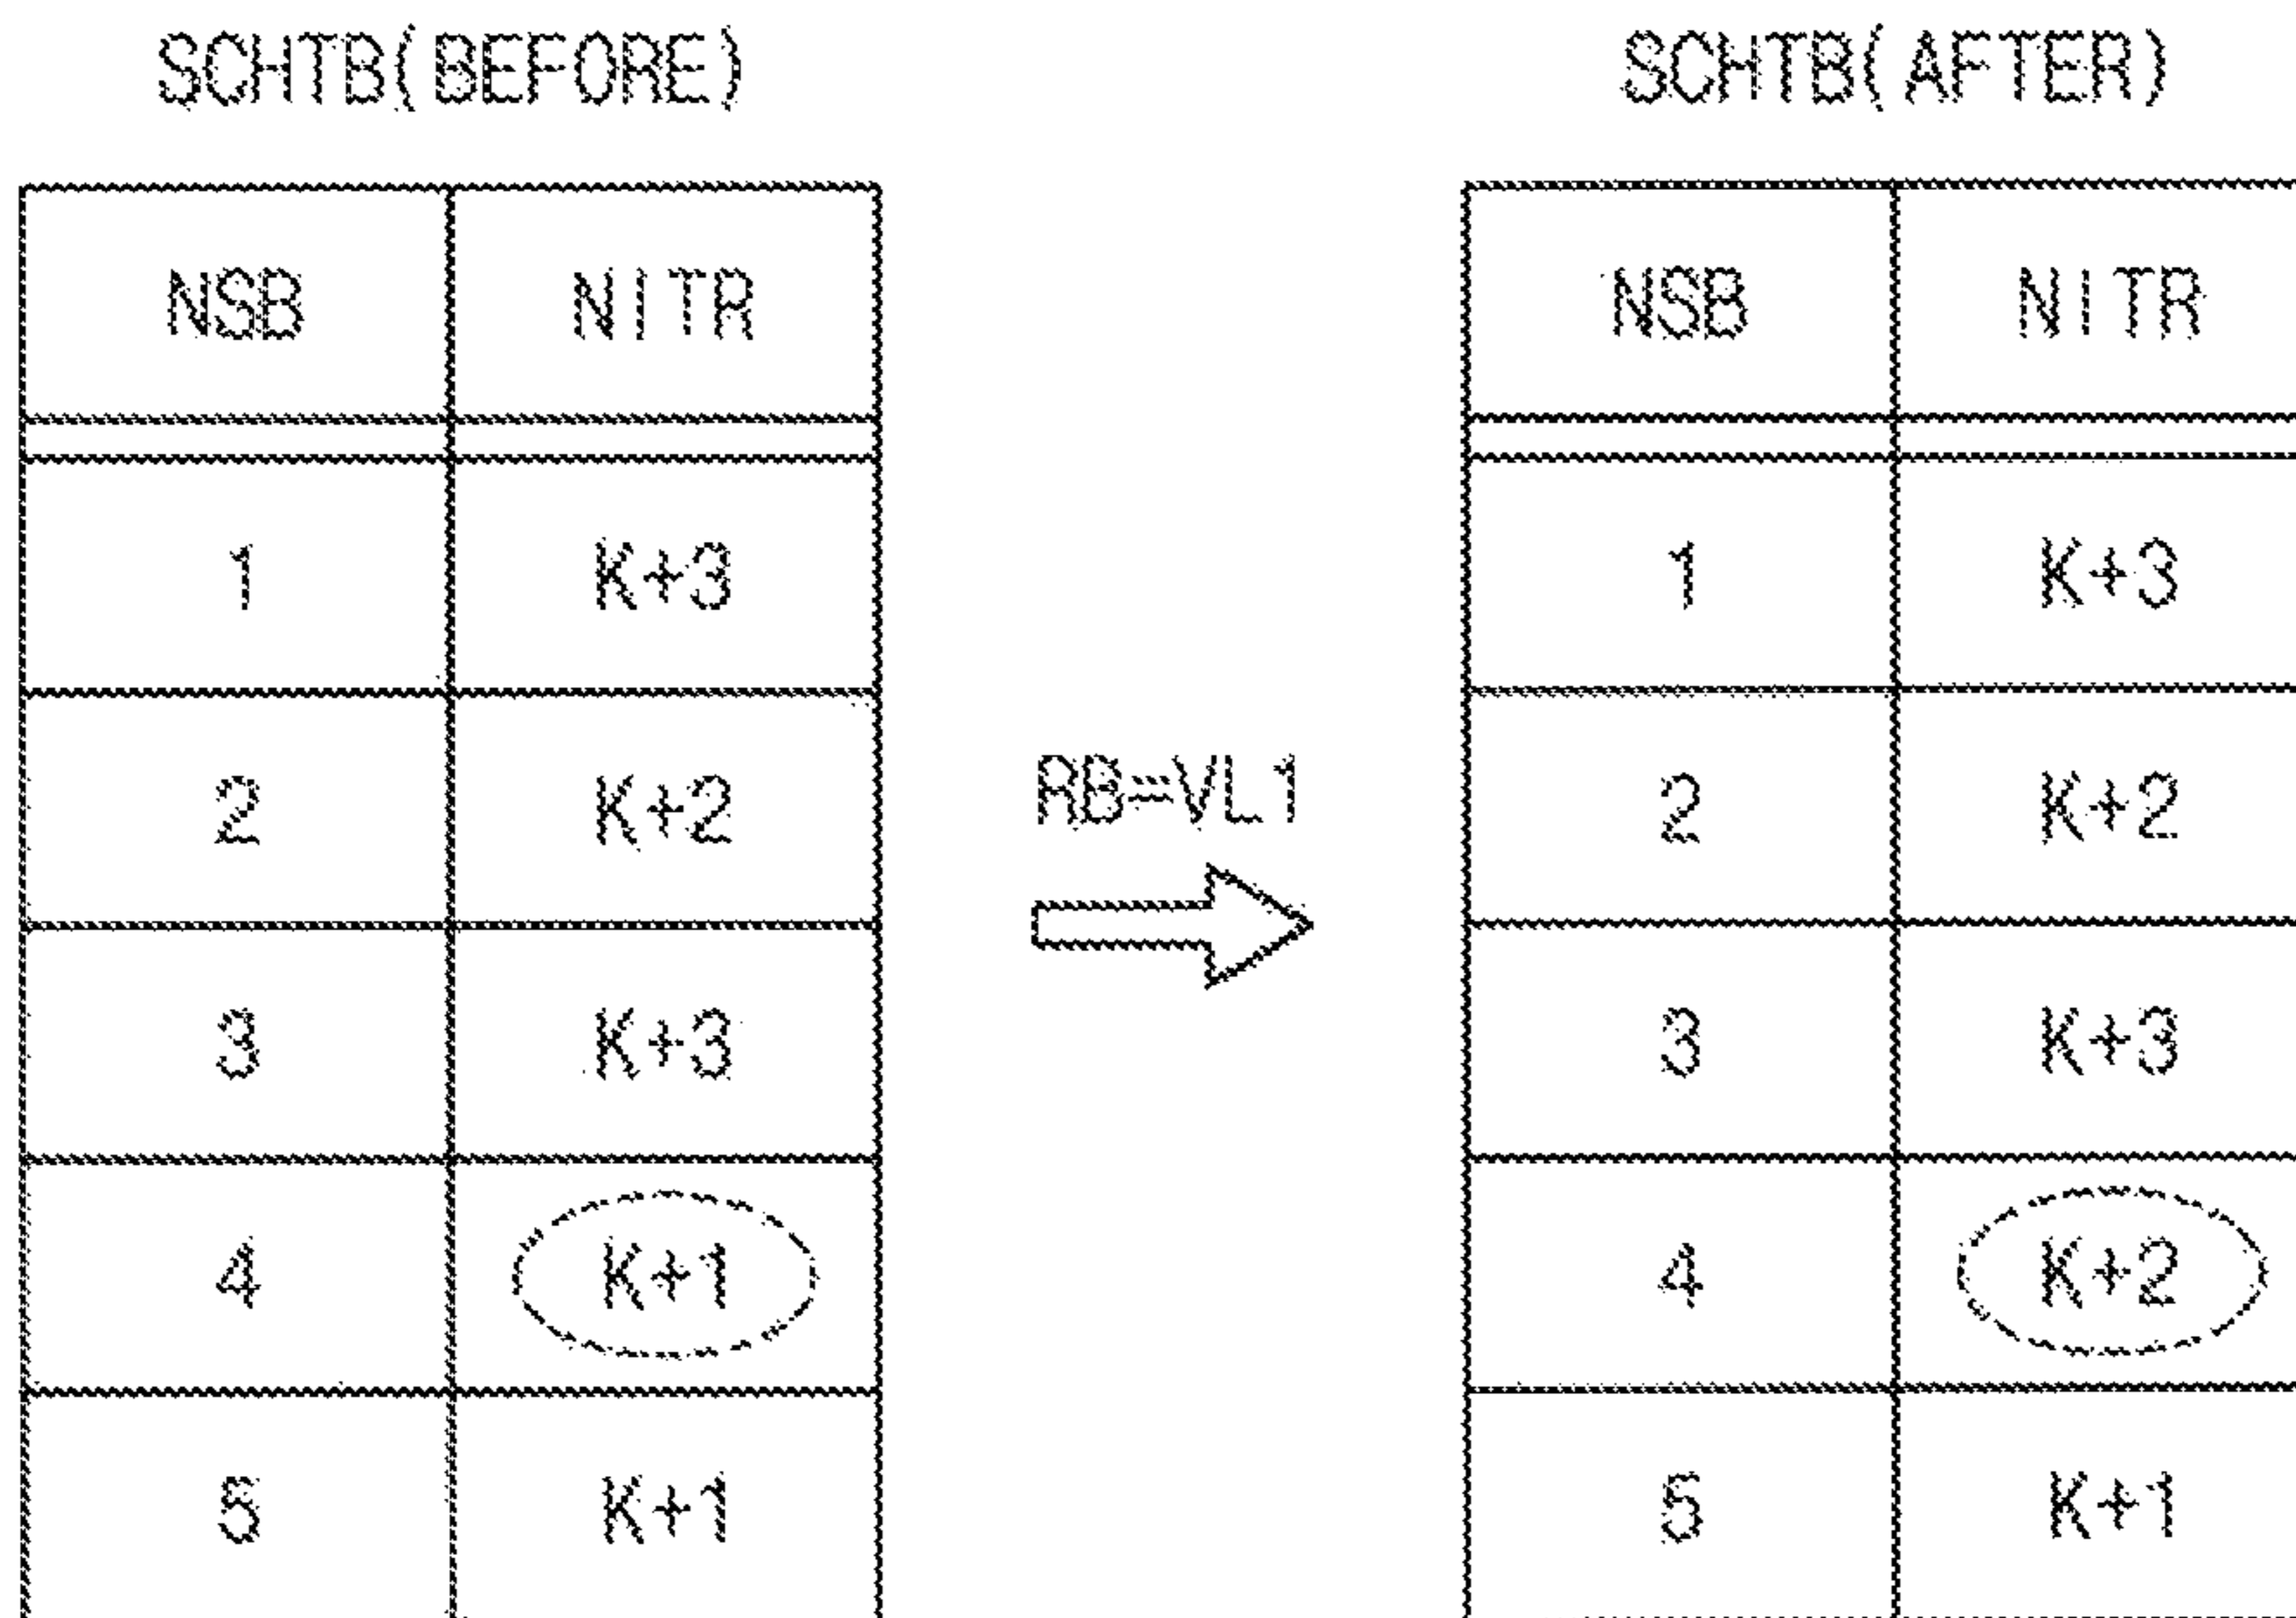 SCHTB(BEFORE)
NSB NITR
1 K+3
2 K+2
3 K+3
4 K+1
5 K+1
RB=VL1
SCHTB(AFTER)
NSB NITR
1 K+3
2 K+2
3 K+3
4 K+2
5 K+1